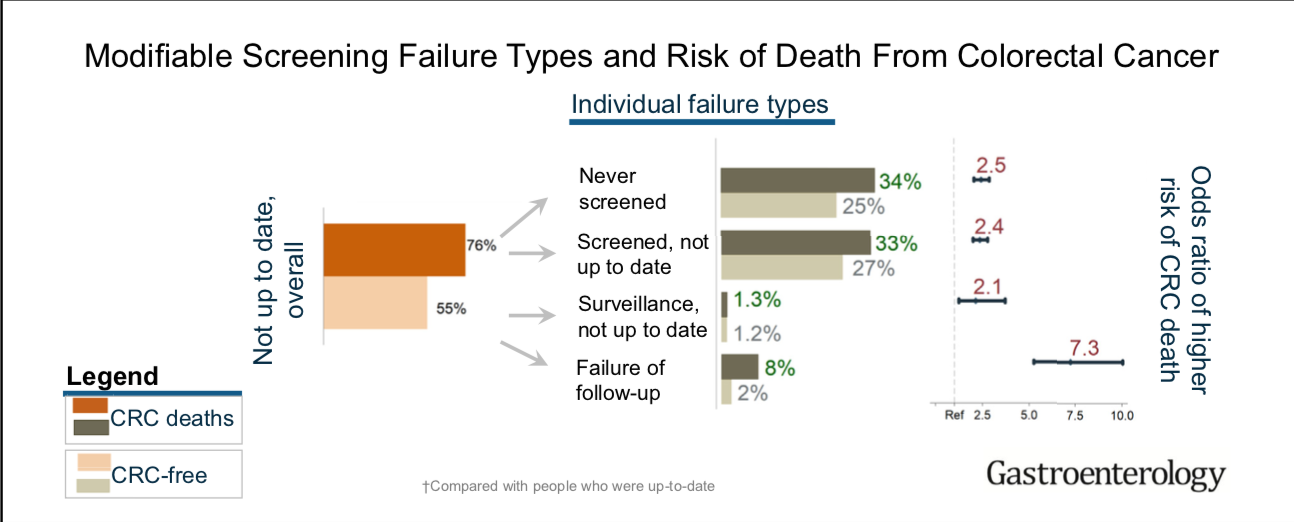 Modifiable Screening Failure Types and Risk of Death From Colorectal Cancer
Individual failure types
Not up to date,
overall
76%
55%
Never
screened
34%
25%
2.5
Screened, not
up to date
33%
27%
2.4
Surveillance,
not up to date
1.3%
1.2%
2.1
Failure of
follow-up
8%
2%
7.3
Ref 2.5 5.0 7.5 10.0
Odds ratio of higher
risk of CRC death
Legend
CRC deaths
CRC-free
†Compared with people who were up-to-date
Gastroenterology